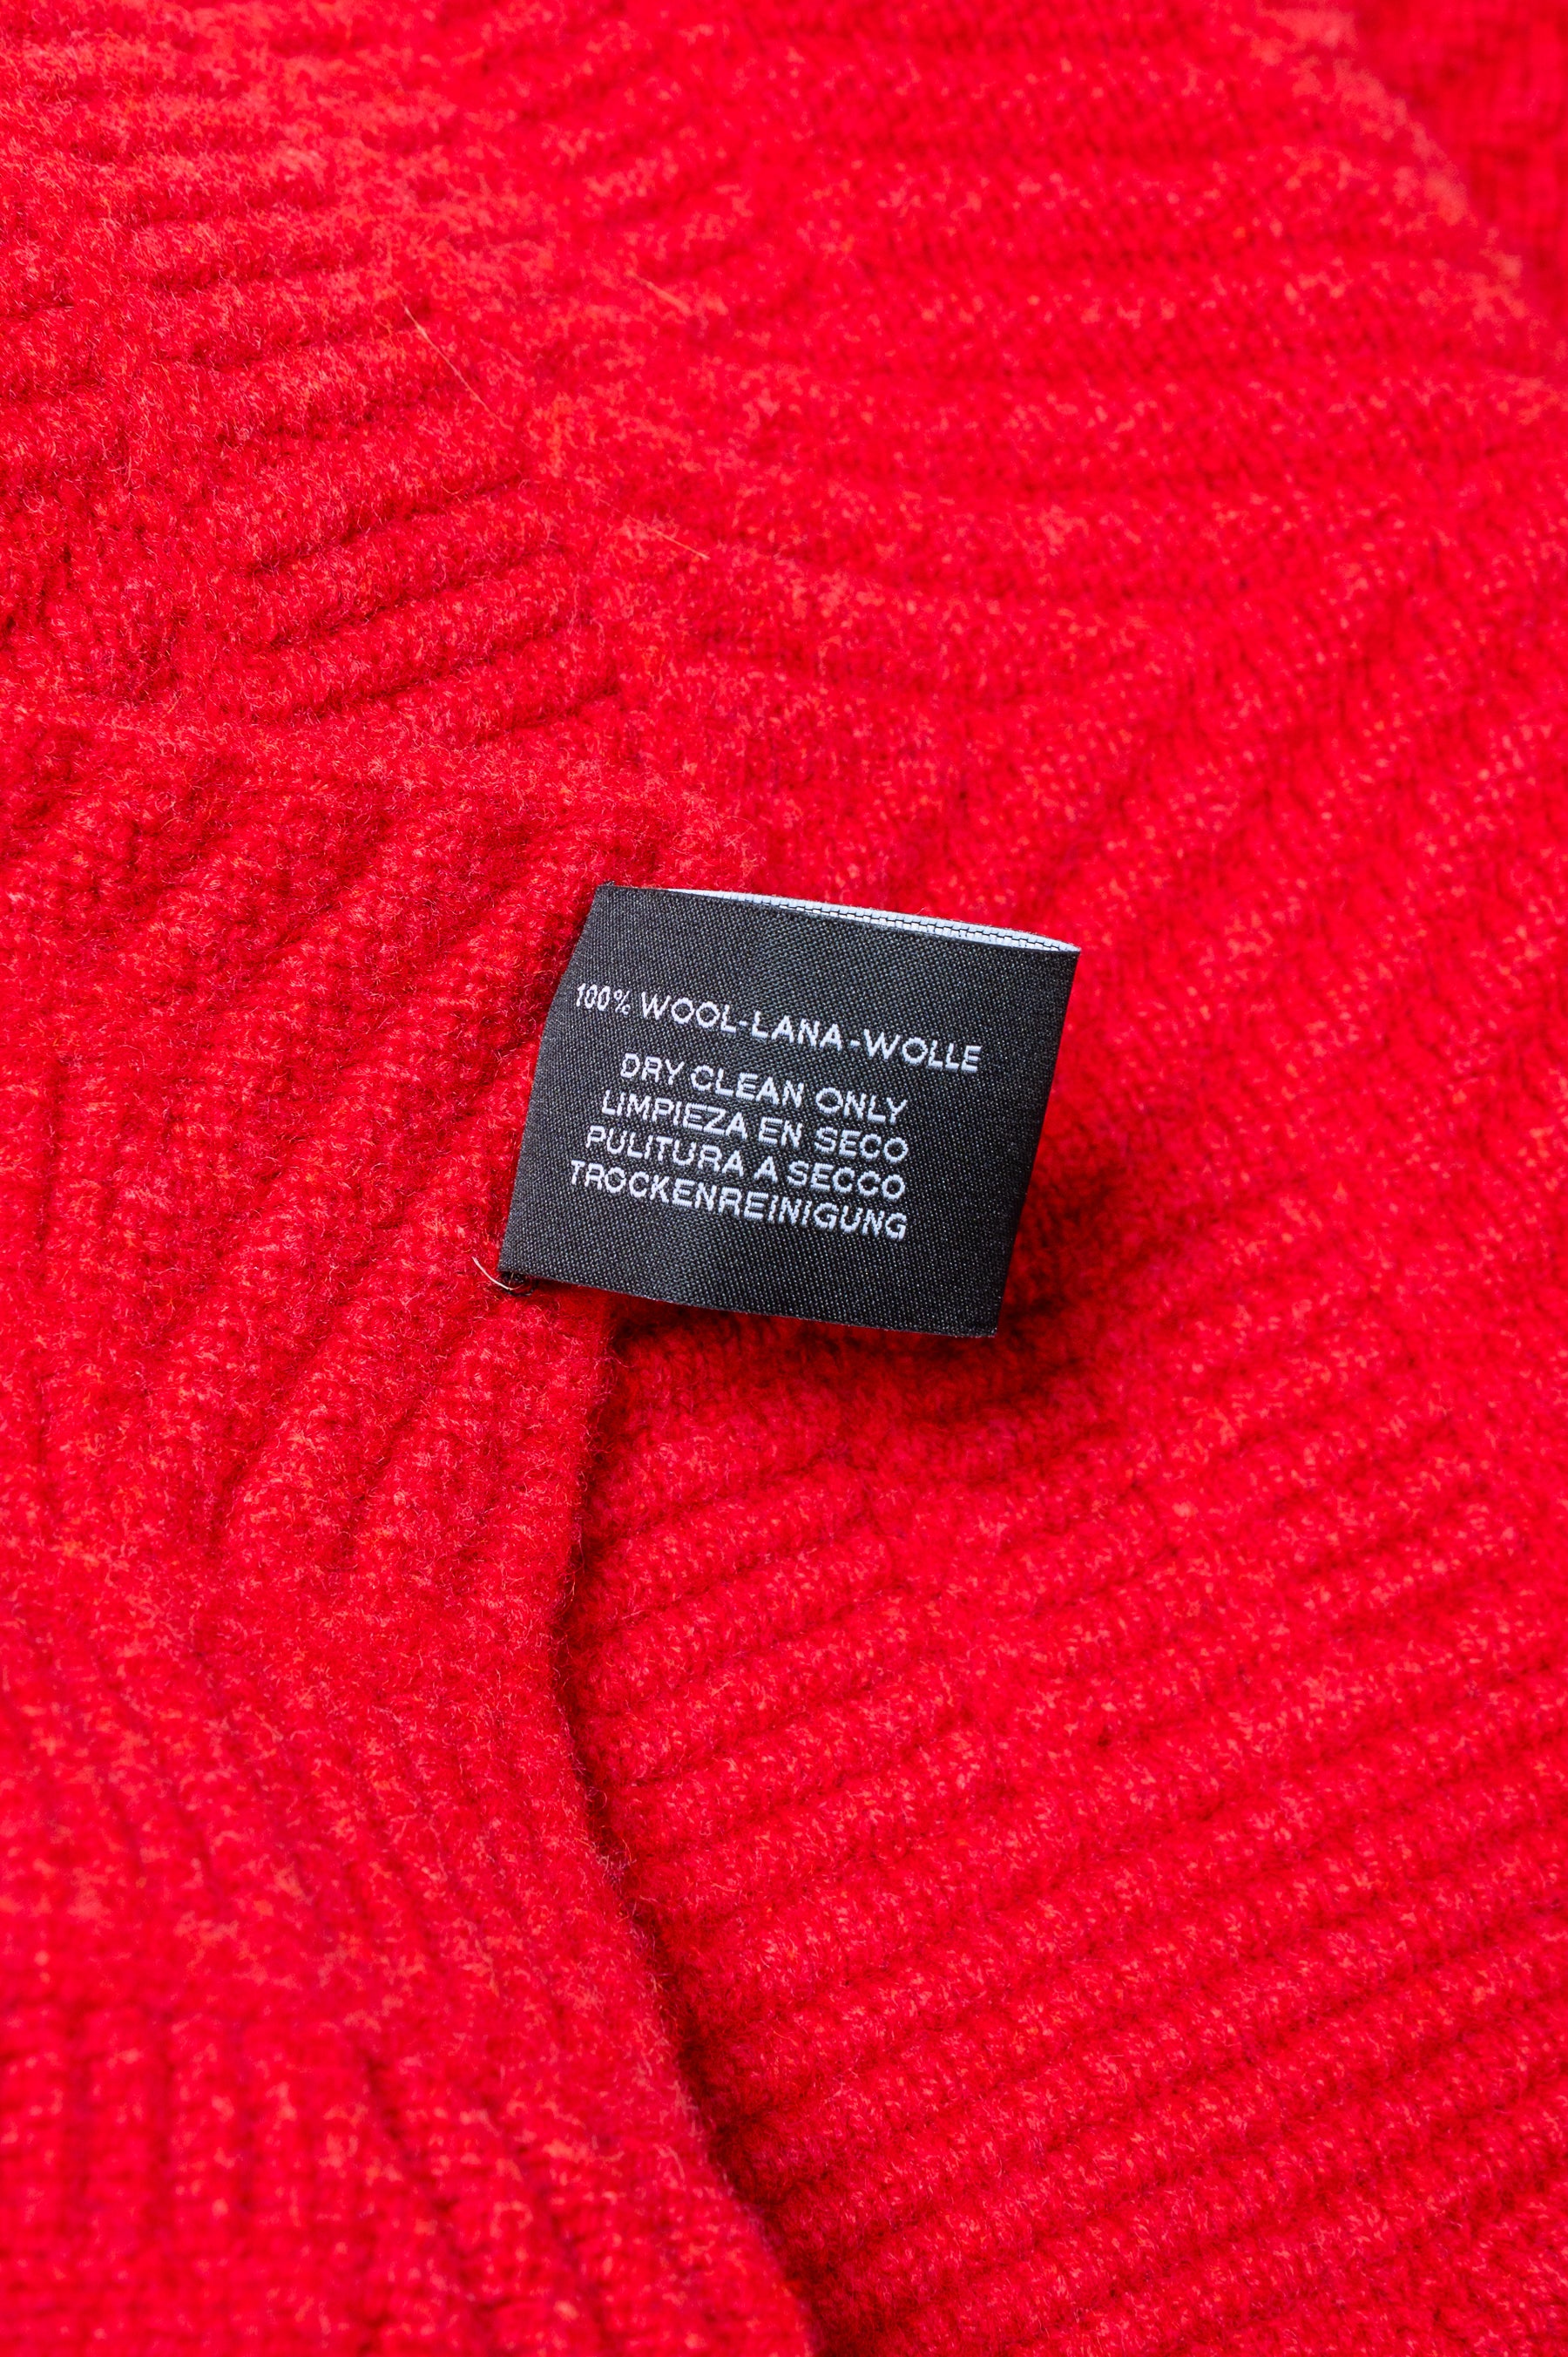 100% WOOL-LANA-WOLLE
DRY CLEAN ONLY
LIMPIEZA EN SECO
PULITURA A SECCO
TROCKENREINIGUNG